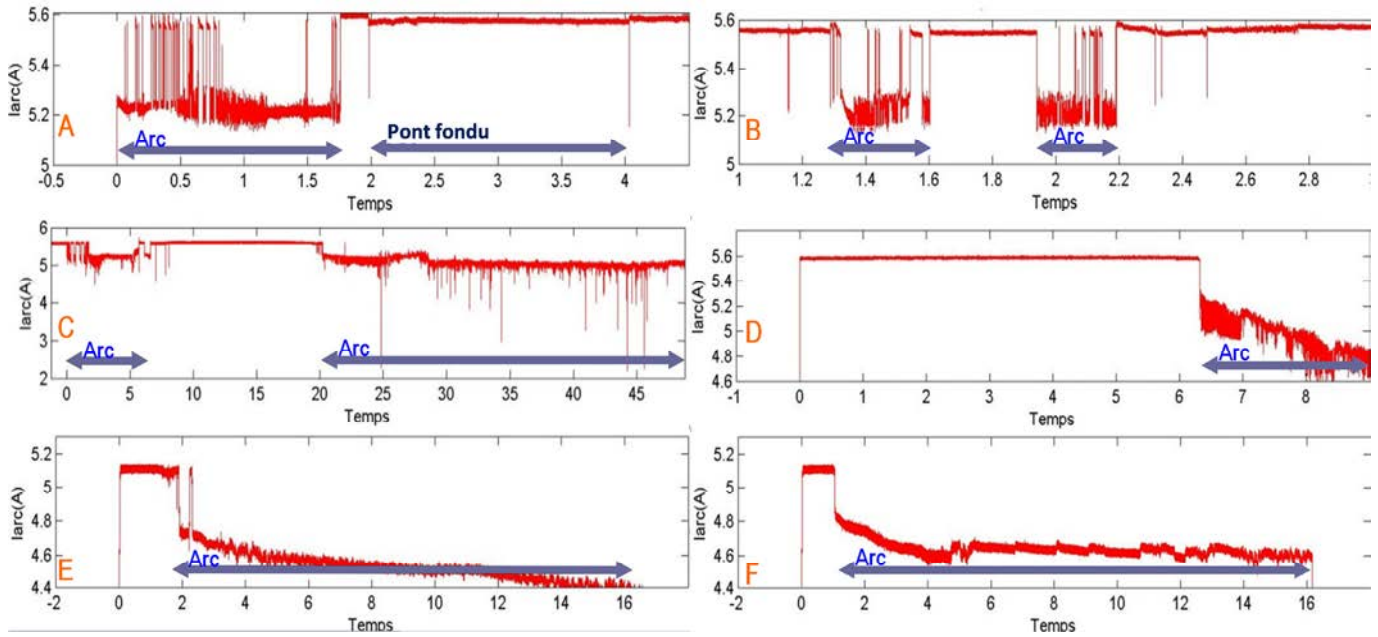 5.6
5.4
5.2
5
Iarc(A)
A
Arc
Pont fondu
-0.5 0 0.5 1 1.5 2 2.5 3 3.5 4
Temps
5.6
5.4
5.2
5
Iarc(A)
B
Arc
Arc
1 1.2 1.4 1.6 1.8 2 2.2 2.4 2.6 2.8
Temps
6
5
4
3
2
Iarc(A)
C
Arc
Arc
0 5 10 15 20 25 30 35 40 45
Temps
5.6
5.4
5.2
5
4.8
4.6
Iarc(A)
D
Arc
-1 0 1 2 3 4 5 6 7 8
Temps
5.2
5
4.8
4.6
4.4
Iarc(A)
E
Arc
-2 0 2 4 6 8 10 12 14 16
Temps
5.2
5
4.8
4.6
4.4
Iarc(A)
F
Arc
-2 0 2 4 6 8 10 12 14 16
Temps